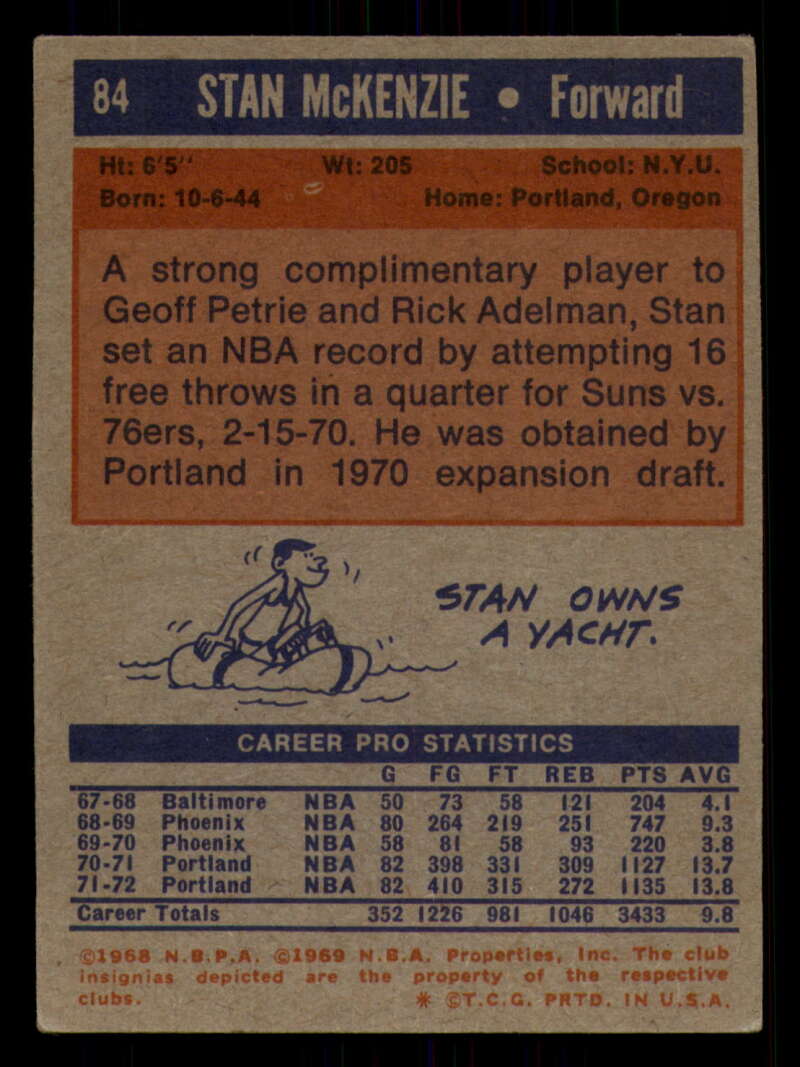 84 STAN McKENZIE • Forward
Ht: 6'5'' Wt: 205 School: N.Y.U.
Born: 10-6-44 Home: Portland, Oregon
A strong complimentary player to
Geoff Petrie and Rick Adelman, Stan
set an NBA record by attempting 16
free throws in a quarter for Suns vs.
76ers, 2-15-70. He was obtained by
Portland in 1970 expansion draft.
STAN OWNS
A YACHT.
CAREER PRO STATISTICS
G FG FT REB PTS AVG
67-68 Baltimore NBA 50 73 58 121 204 4.1
68-69 Phoenix NBA 80 264 219 251 747 9.3
69-70 Phoenix NBA 58 81 58 93 220 3.8
70-71 Portland NBA 82 398 331 309 1127 13.7
71-72 Portland NBA 82 410 315 272 1135 13.8
Career Totals 352 1226 981 1046 3433 9.8
©1968 N.B.P.A. ©1969 N.B.A. Properties, Inc. The club
insignias depicted are the property of the respective
clubs. * ©T.C.G. PRTD. IN U.S.A.